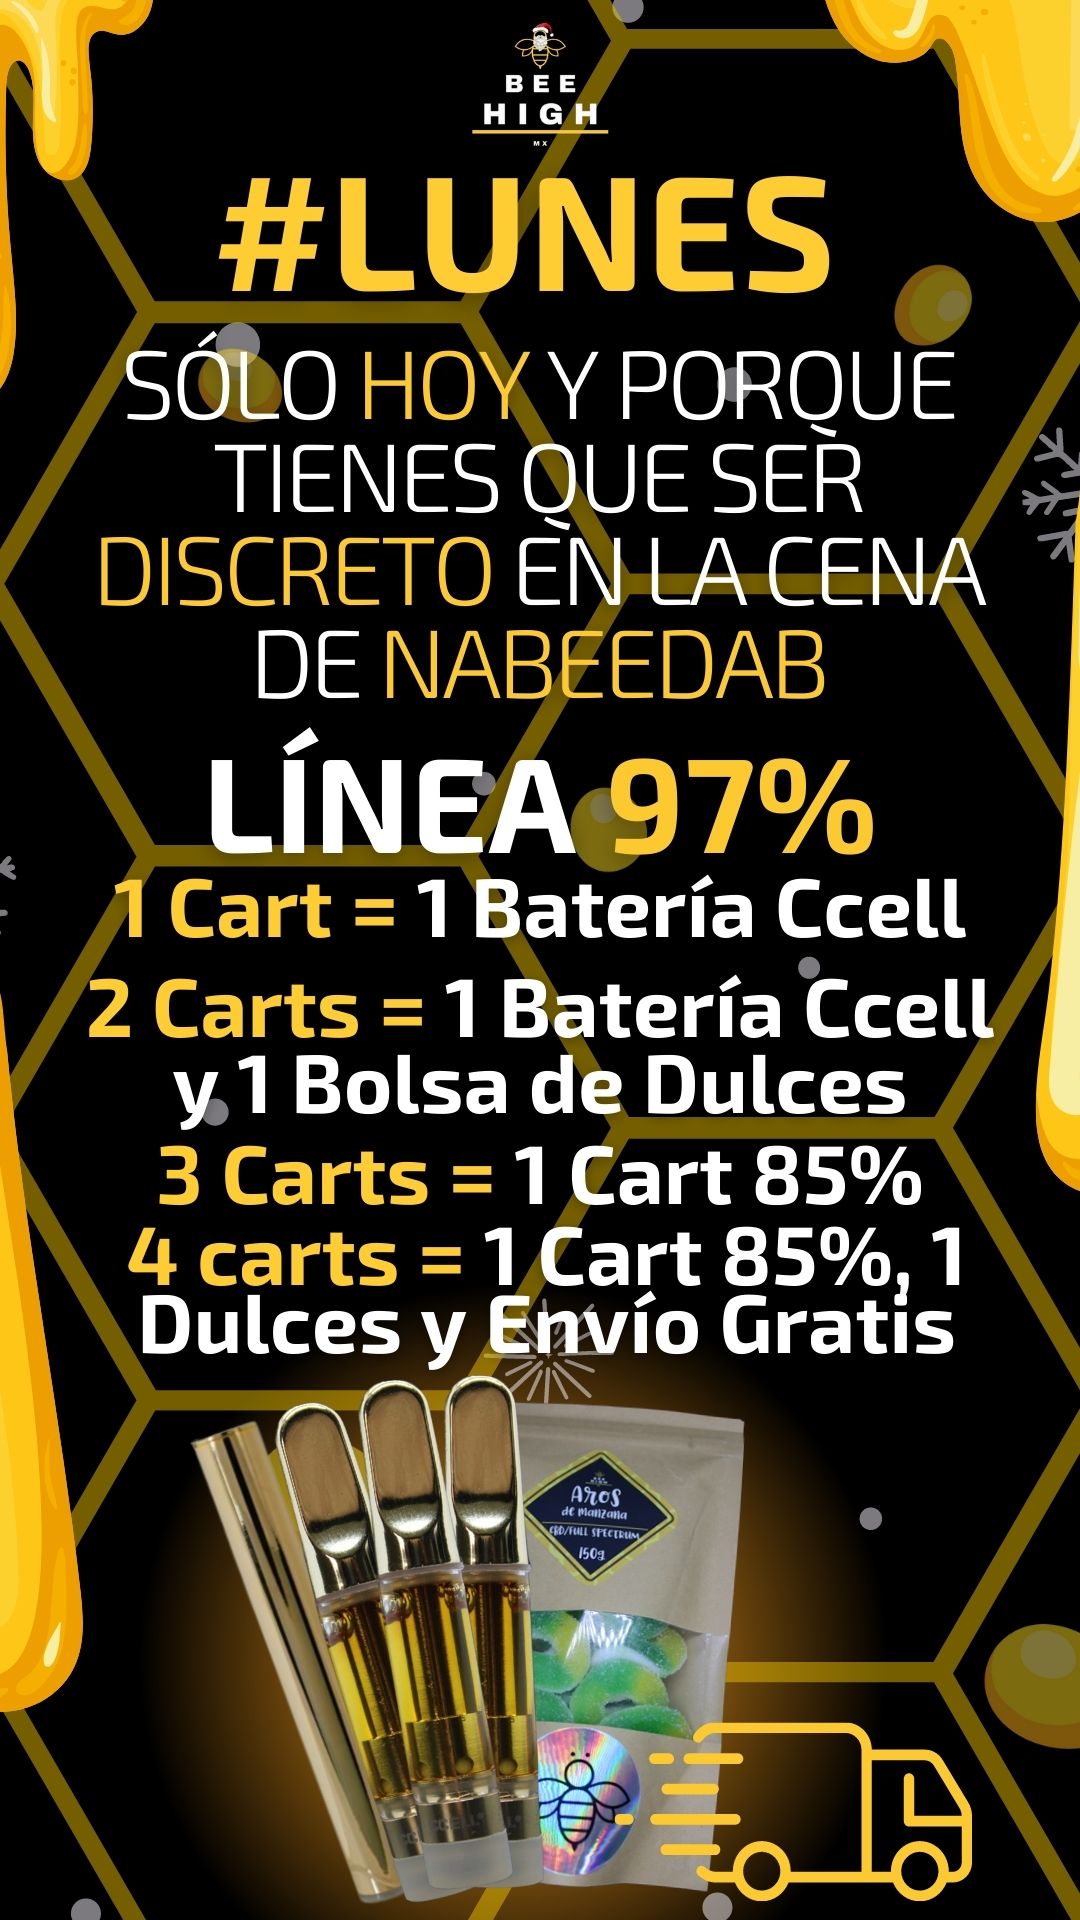 BEE
HIGH
MX
#LUNES
SÓLO HOY Y PORQUE
TIENES QUE SER
DISCRETO EN LA CENA
DE NABEEDAB
LÍNEA 97%
1 Cart = 1 Batería Ccell
2 Carts = 1 Batería Ccell
y 1 Bolsa de Dulces
3 Carts = 1 Cart 85%
4 carts = 1 Cart 85%, 1
Dulces y Envío Gratis
BEE
HIGH
Aros
de manzana
CBD/FULL SPECTRUM
150g